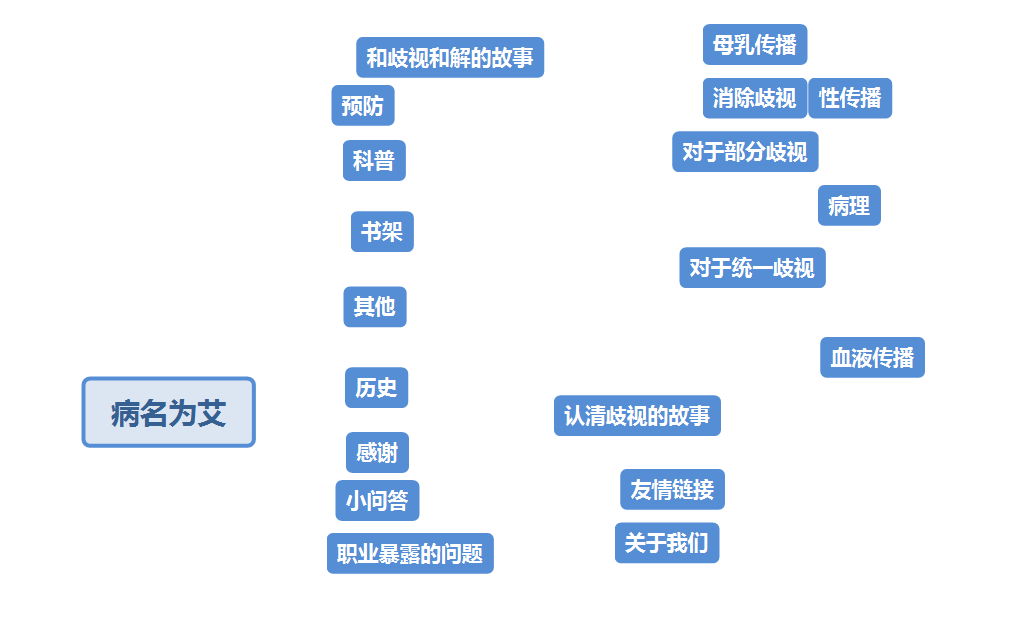 母乳传播
和歧视和解的故事
消除歧视
性传播
预防
对于部分歧视
科普
病理
书架
对于统一歧视
其他
血液传播
历史
病名为艾
认清歧视的故事
感谢
友情链接
小问答
关于我们
职业暴露的问题